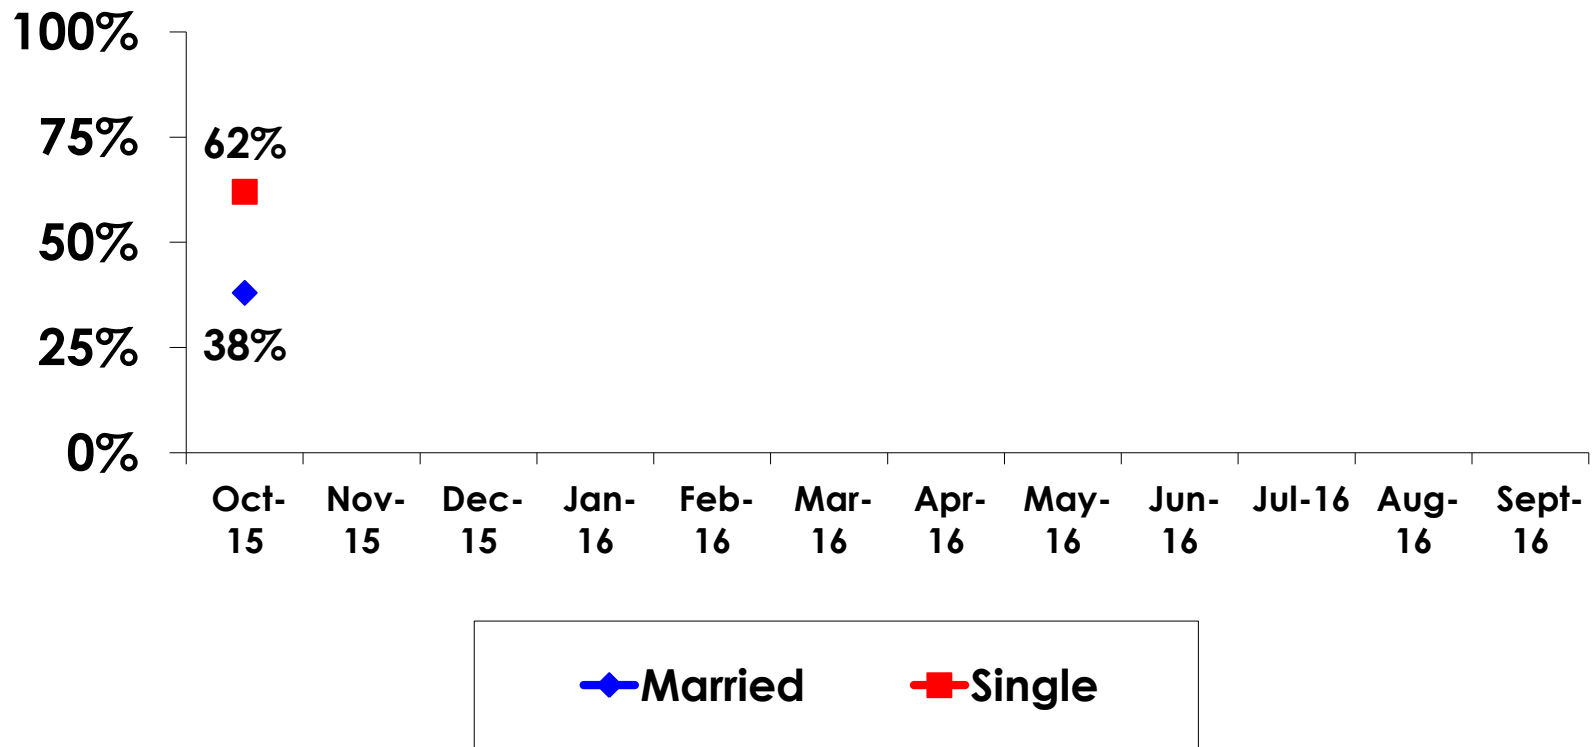 100%
75%
62%
50%
25%
38%
0%
Oct-
15
Nov-
15
Dec-
15
Jan-
16
Feb-
16
Mar-
16
Apr-
16
May-
16
Jun-
16
Jul-16
Aug-
16
Sept-
16
Married
Single